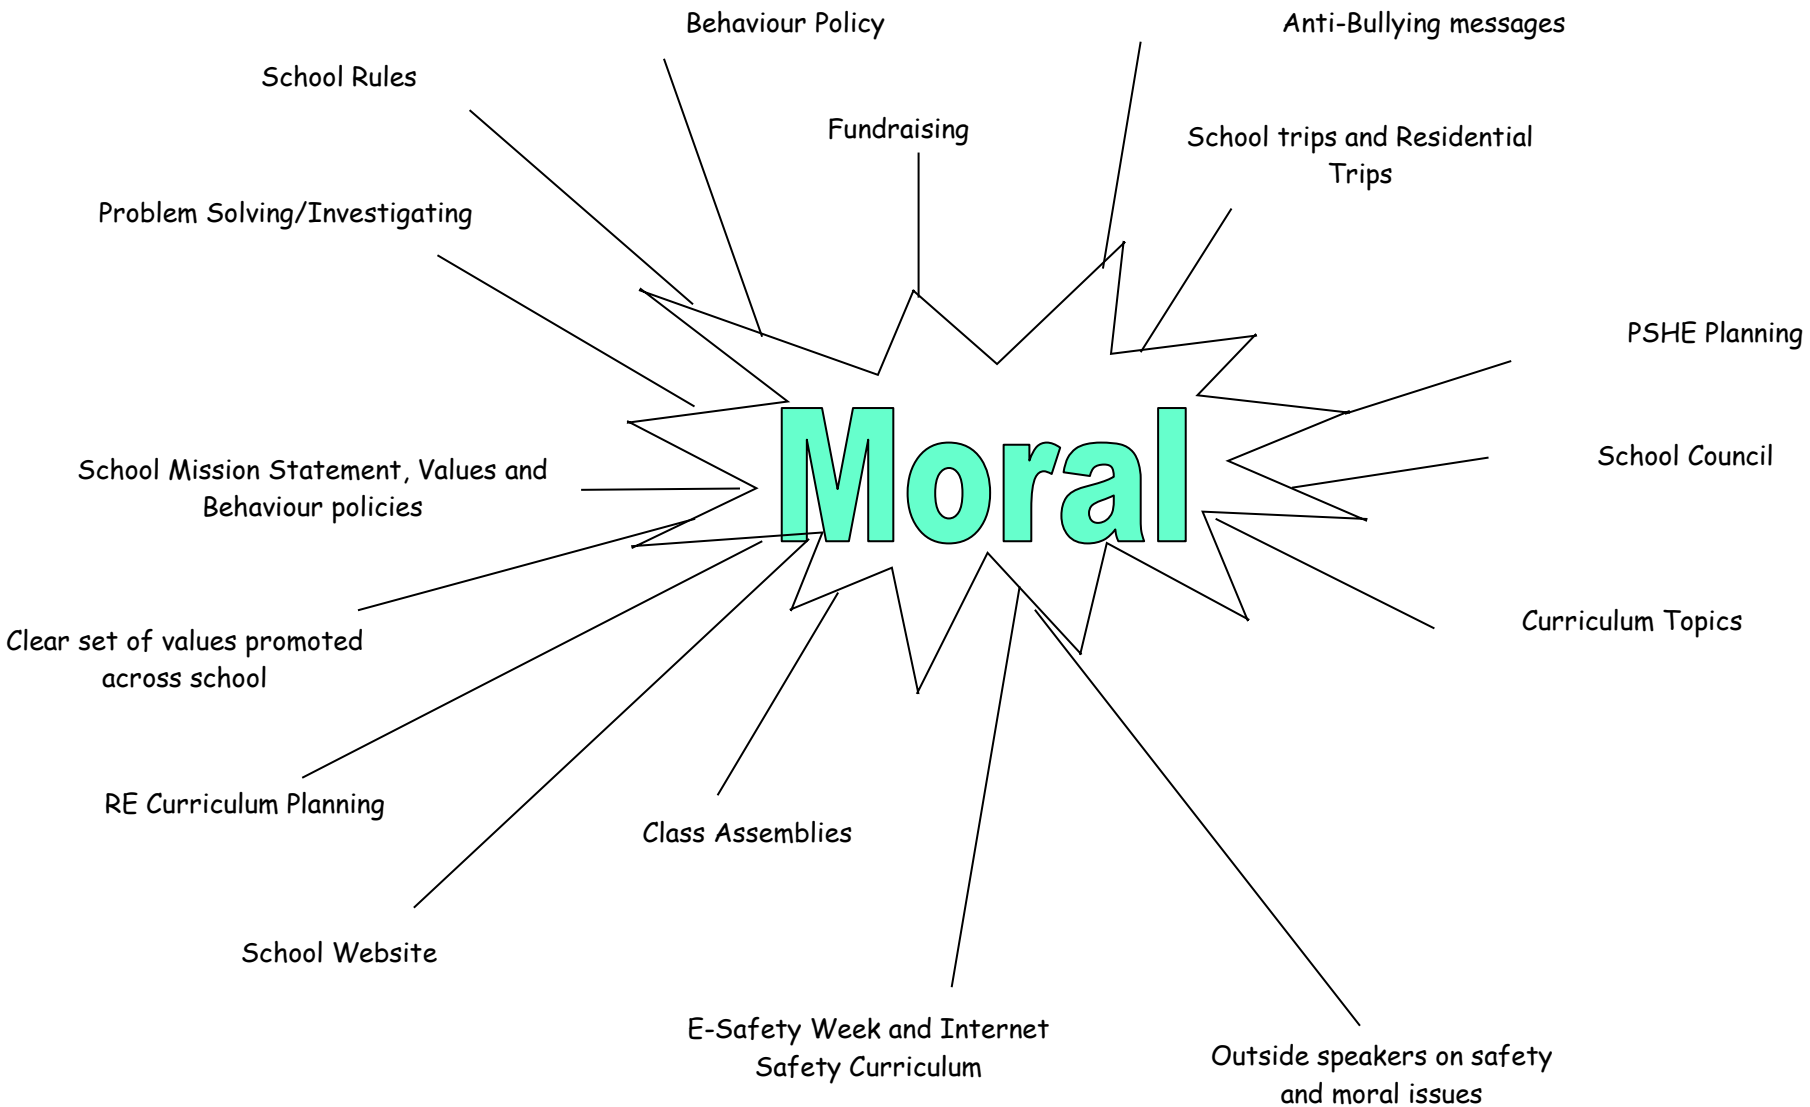 Behaviour Policy
Anti-Bullying messages
School Rules
Fundraising
School trips and Residential
Trips
Problem Solving/Investigating
PSHE Planning
Moral
School Council
School Mission Statement, Values and
Behaviour policies
Curriculum Topics
Clear set of values promoted
across school
RE Curriculum Planning
Class Assemblies
School Website
E-Safety Week and Internet
Safety Curriculum
Outside speakers on safety
and moral issues